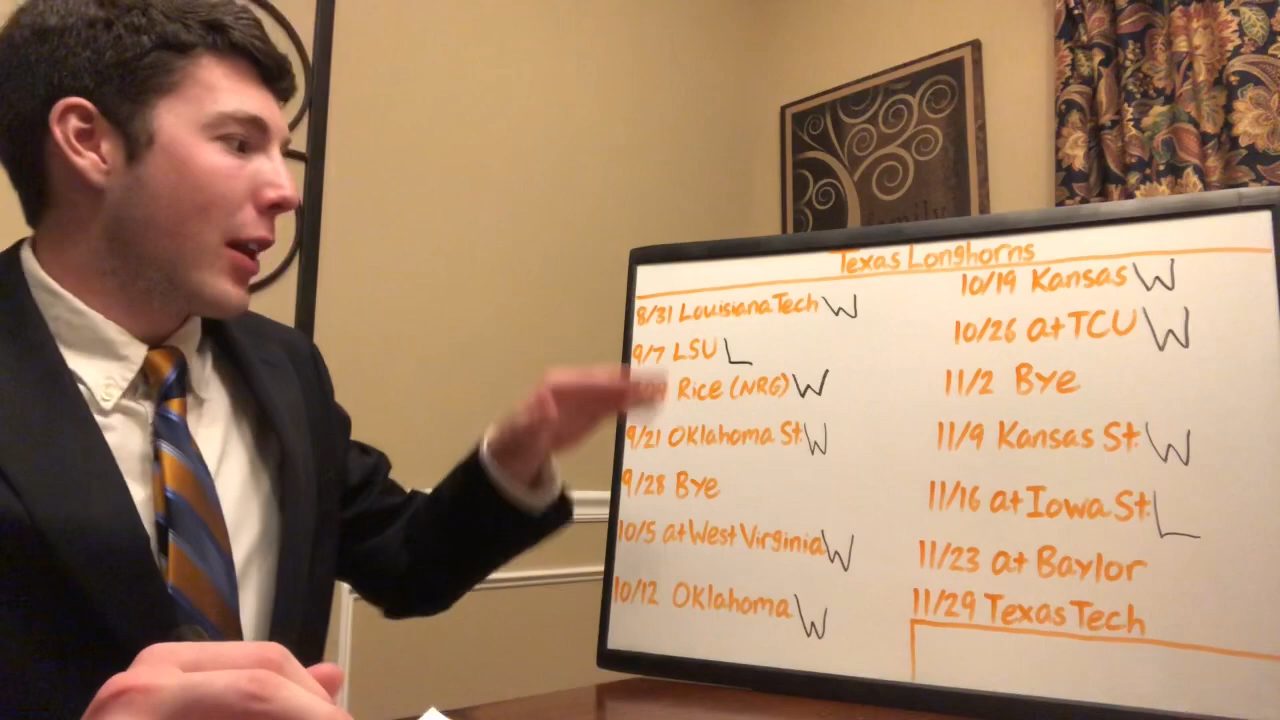 family
Texas Longhorns
8/31 Louisiana Tech W
9/7 LSU L
Rice (NRG) W
9/21 Oklahoma St. W
9/28 Bye
10/5 at West Virginia W
10/12 Oklahoma W
10/19 Kansas W
10/26 at TCU W
11/2 Bye
11/9 Kansas St. W
11/16 at Iowa St. L
11/23 at Baylor
11/29 Texas Tech